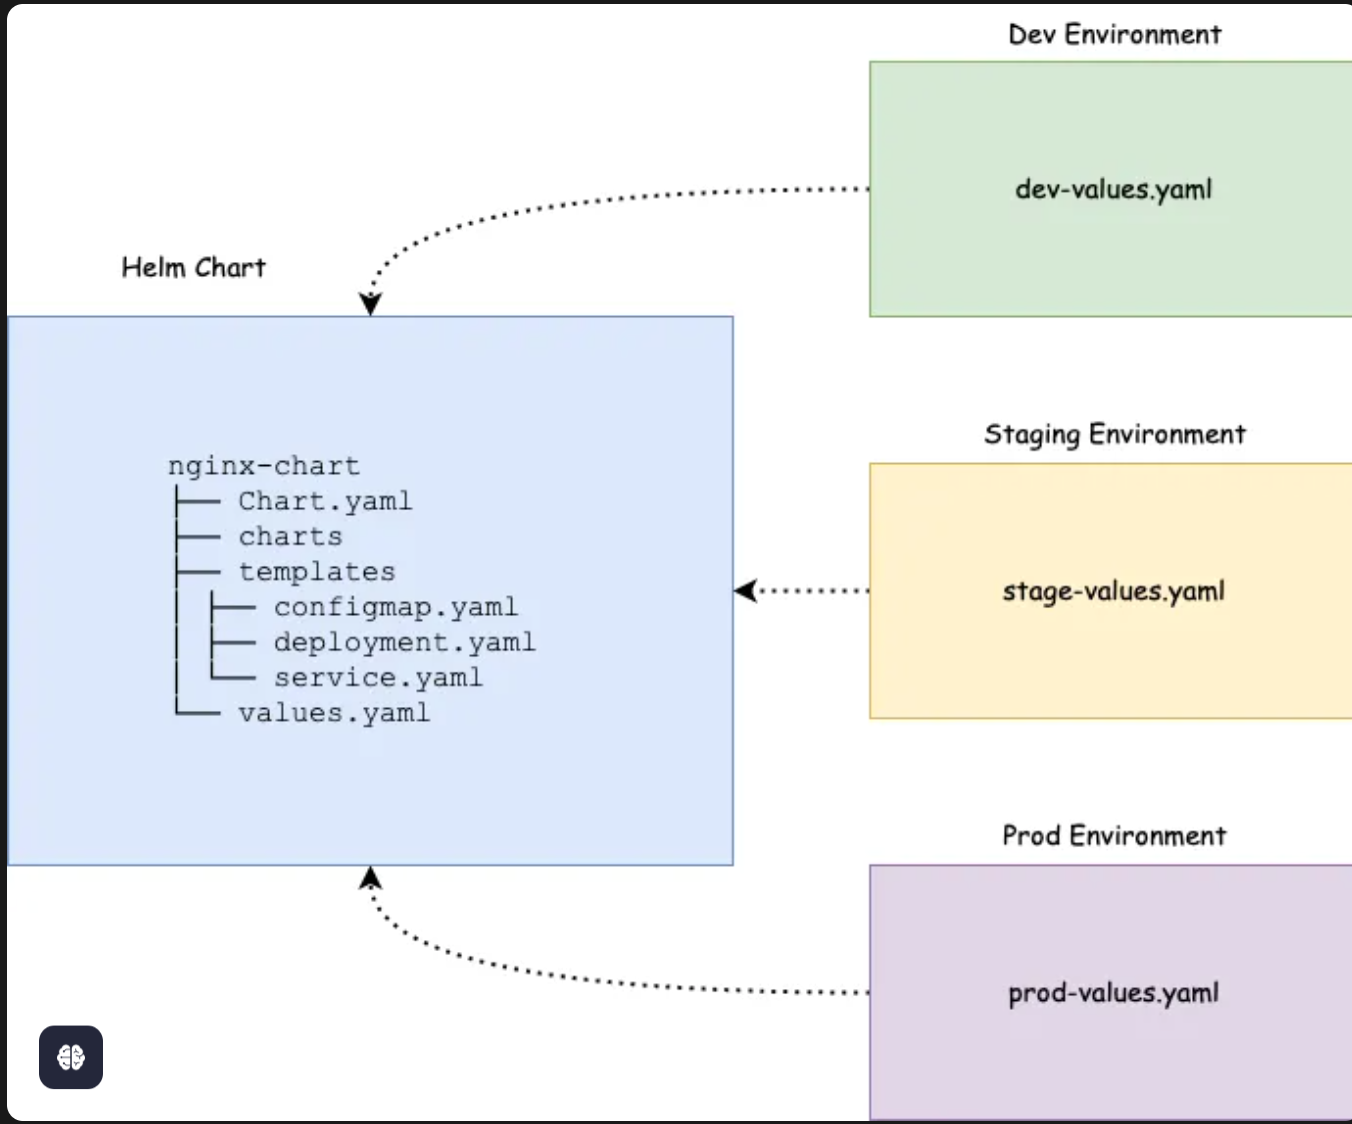 Dev Environment
dev-values.yaml
Helm Chart
nginx-chart
├── Chart.yaml
├── charts
├── templates
│ ├── configmap.yaml
│ ├── deployment.yaml
│ └── service.yaml
└── values.yaml
Staging Environment
stage-values.yaml
Prod Environment
prod-values.yaml